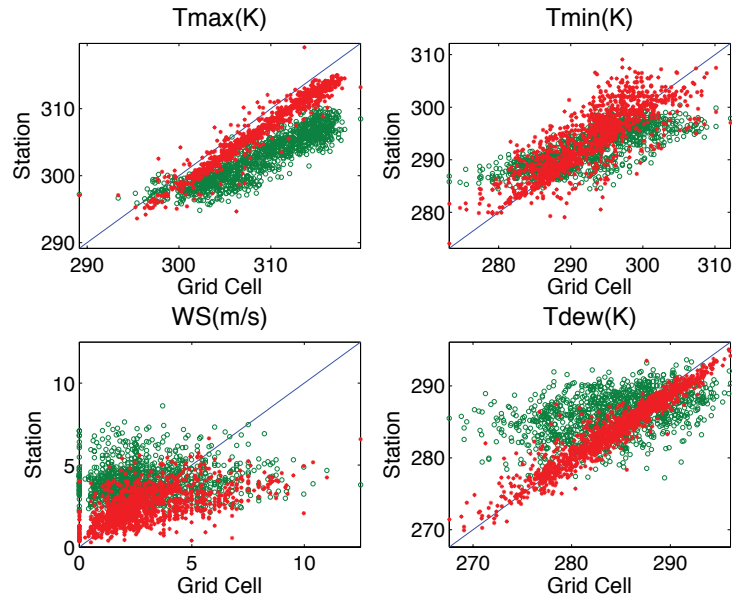 Tmax(K)
310
300
290
Station
290
300
310
Grid Cell
Tmin(K)
310
300
290
280
Station
280
290
300
310
Grid Cell
WS(m/s)
10
5
0
Station
0
5
10
Grid Cell
Tdew(K)
290
280
270
Station
270
280
290
Grid Cell